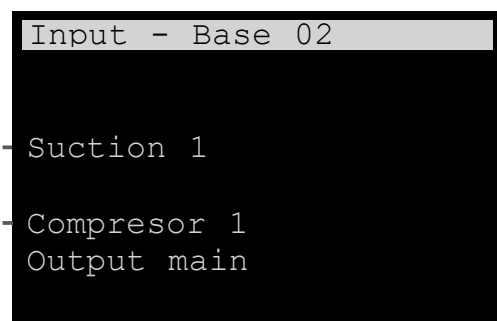 Input - Base 02
Suction 1
Compresor 1
Output main